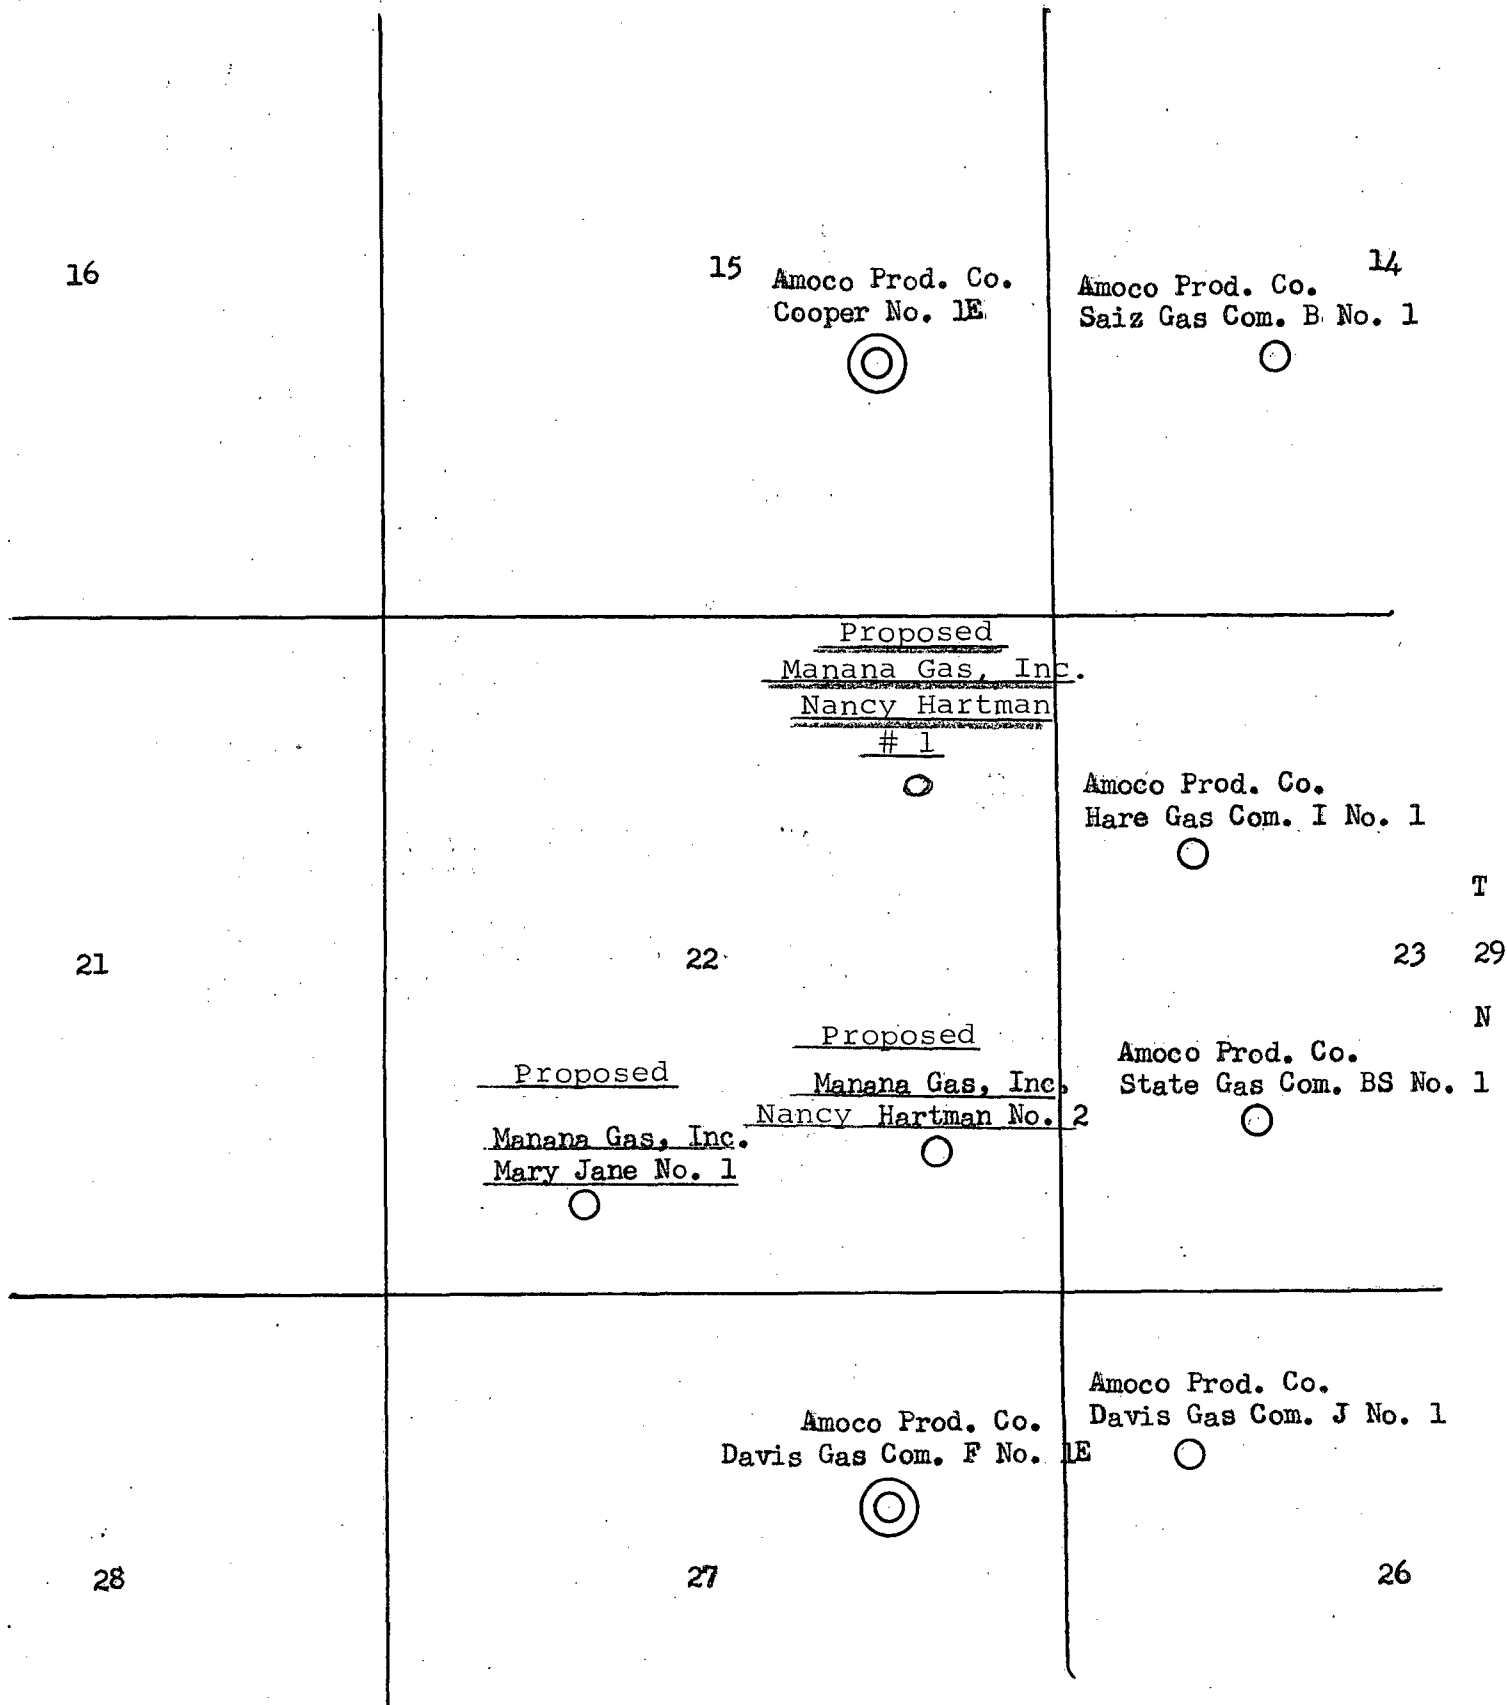 16
15
Amoco Prod. Co.
Cooper No. 1E
14
Amoco Prod. Co.
Saiz Gas Com. B No. 1
Proposed
Manana Gas, Inc.
Nancy Hartman
# 1
Amoco Prod. Co.
Hare Gas Com. I No. 1
T
21
22
23
29
N
Proposed
Manana Gas, Inc.
Mary Jane No. 1
Proposed
Manana Gas, Inc.
Nancy Hartman No. 2
Amoco Prod. Co.
State Gas Com. BS No. 1
Amoco Prod. Co.
Davis Gas Com. F No. 1E
Amoco Prod. Co.
Davis Gas Com. J No. 1
28
27
26